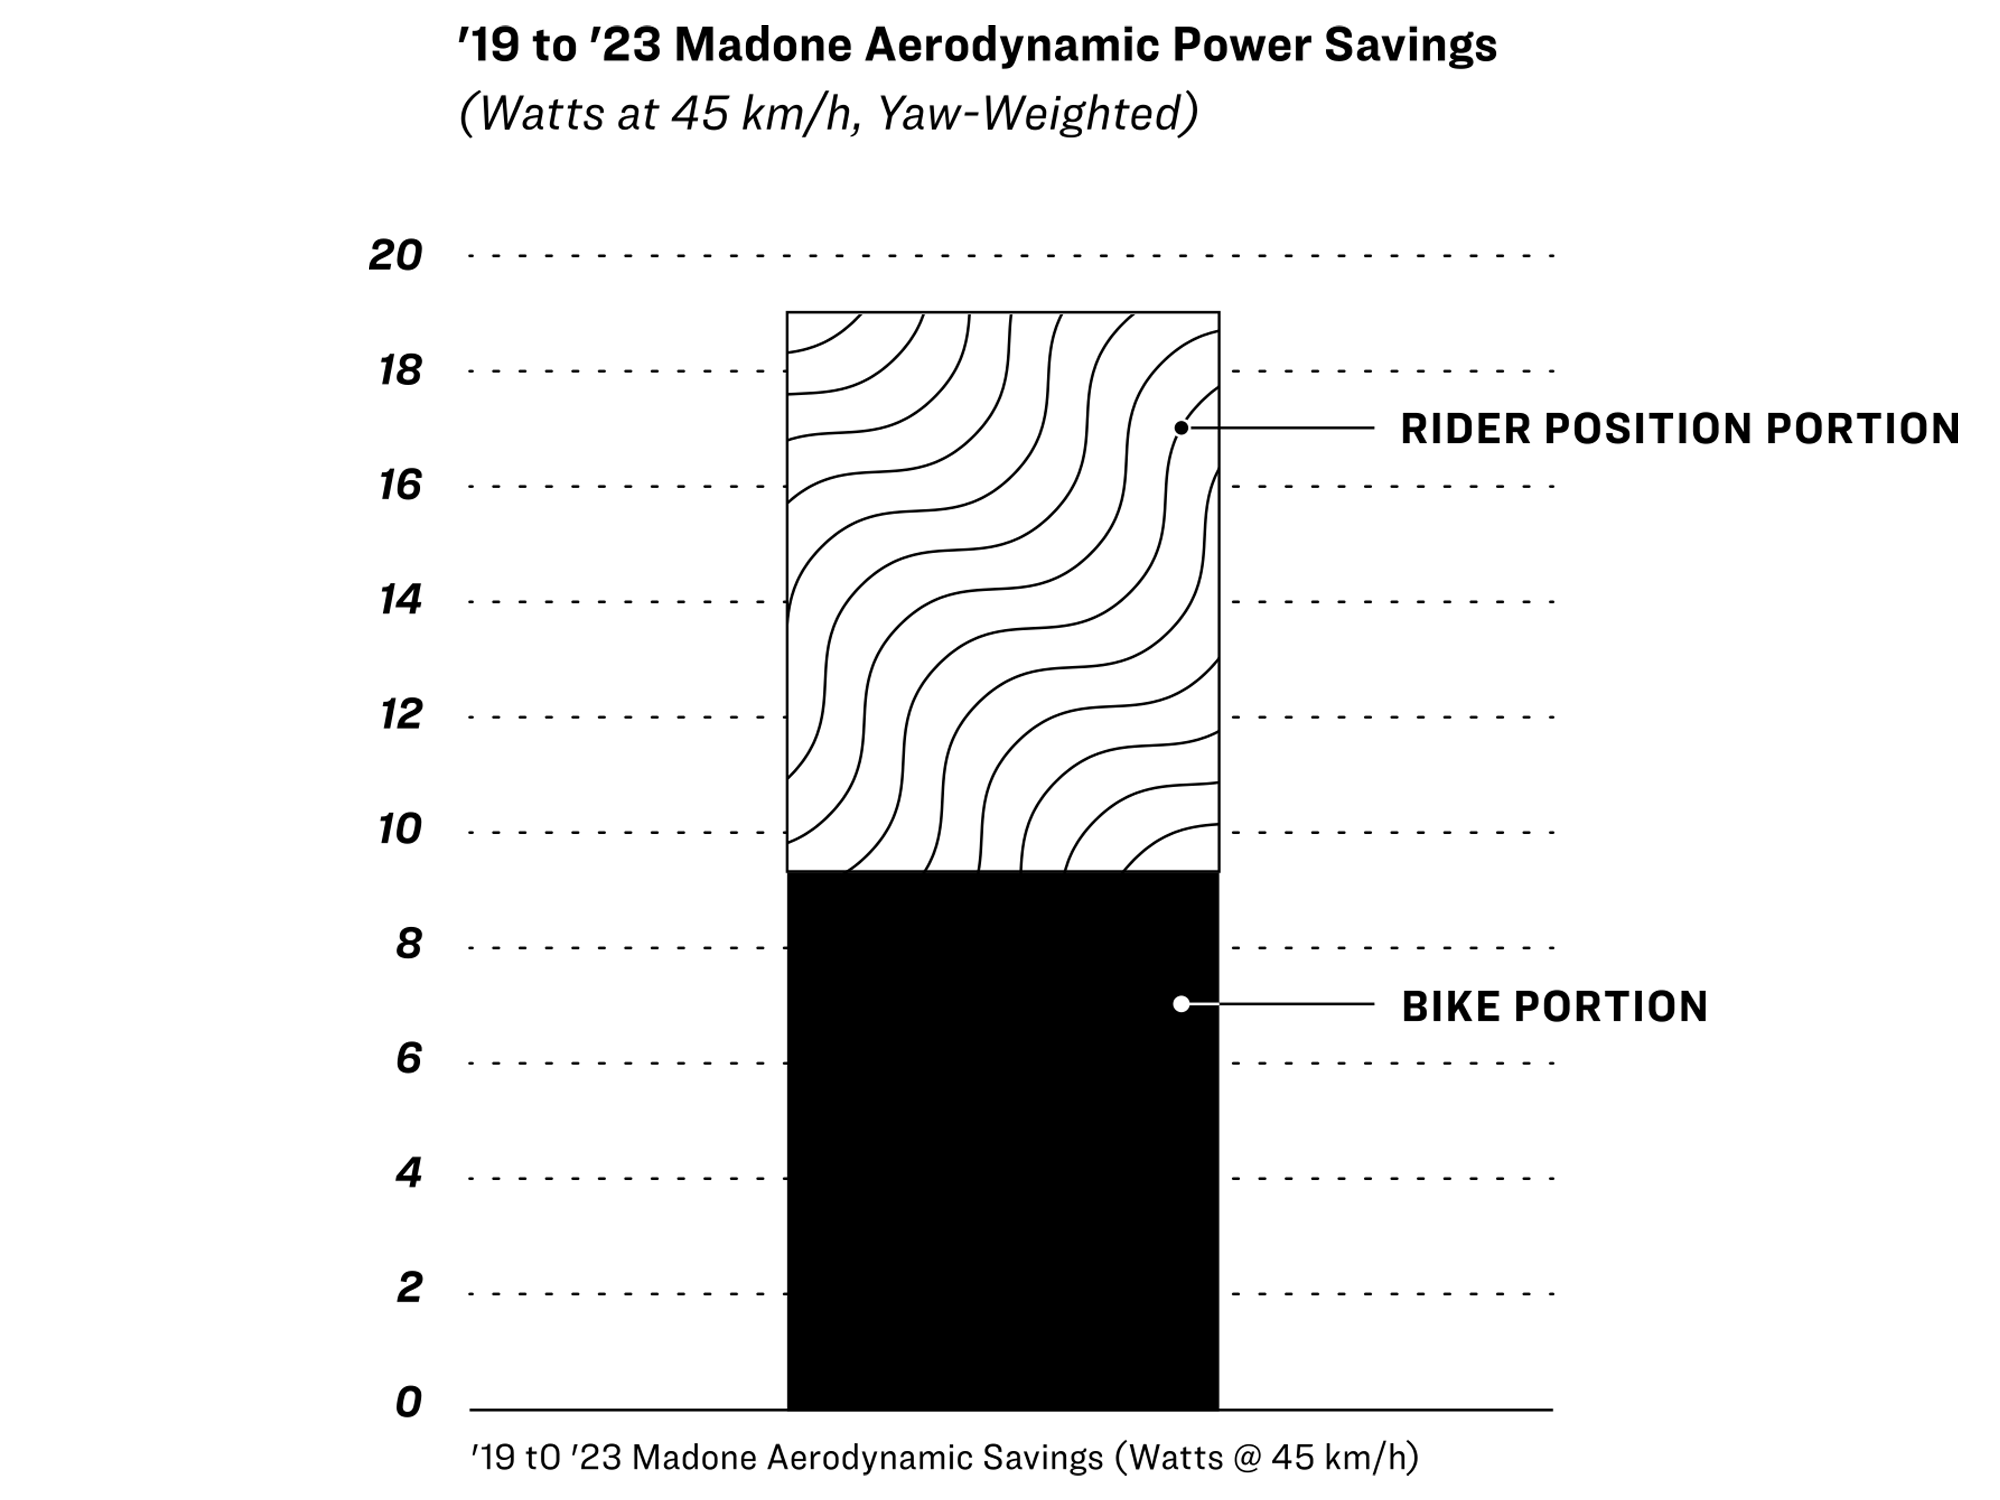 ′19 to ′23 Madone Aerodynamic Power Savings
(Watts at 45 km/h, Yaw-Weighted)
20
18
RIDER POSITION PORTION
16
14
12
10
8
BIKE PORTION
6
4
2
0
′19 tO ′23 Madone Aerodynamic Savings (Watts @ 45 km/h)